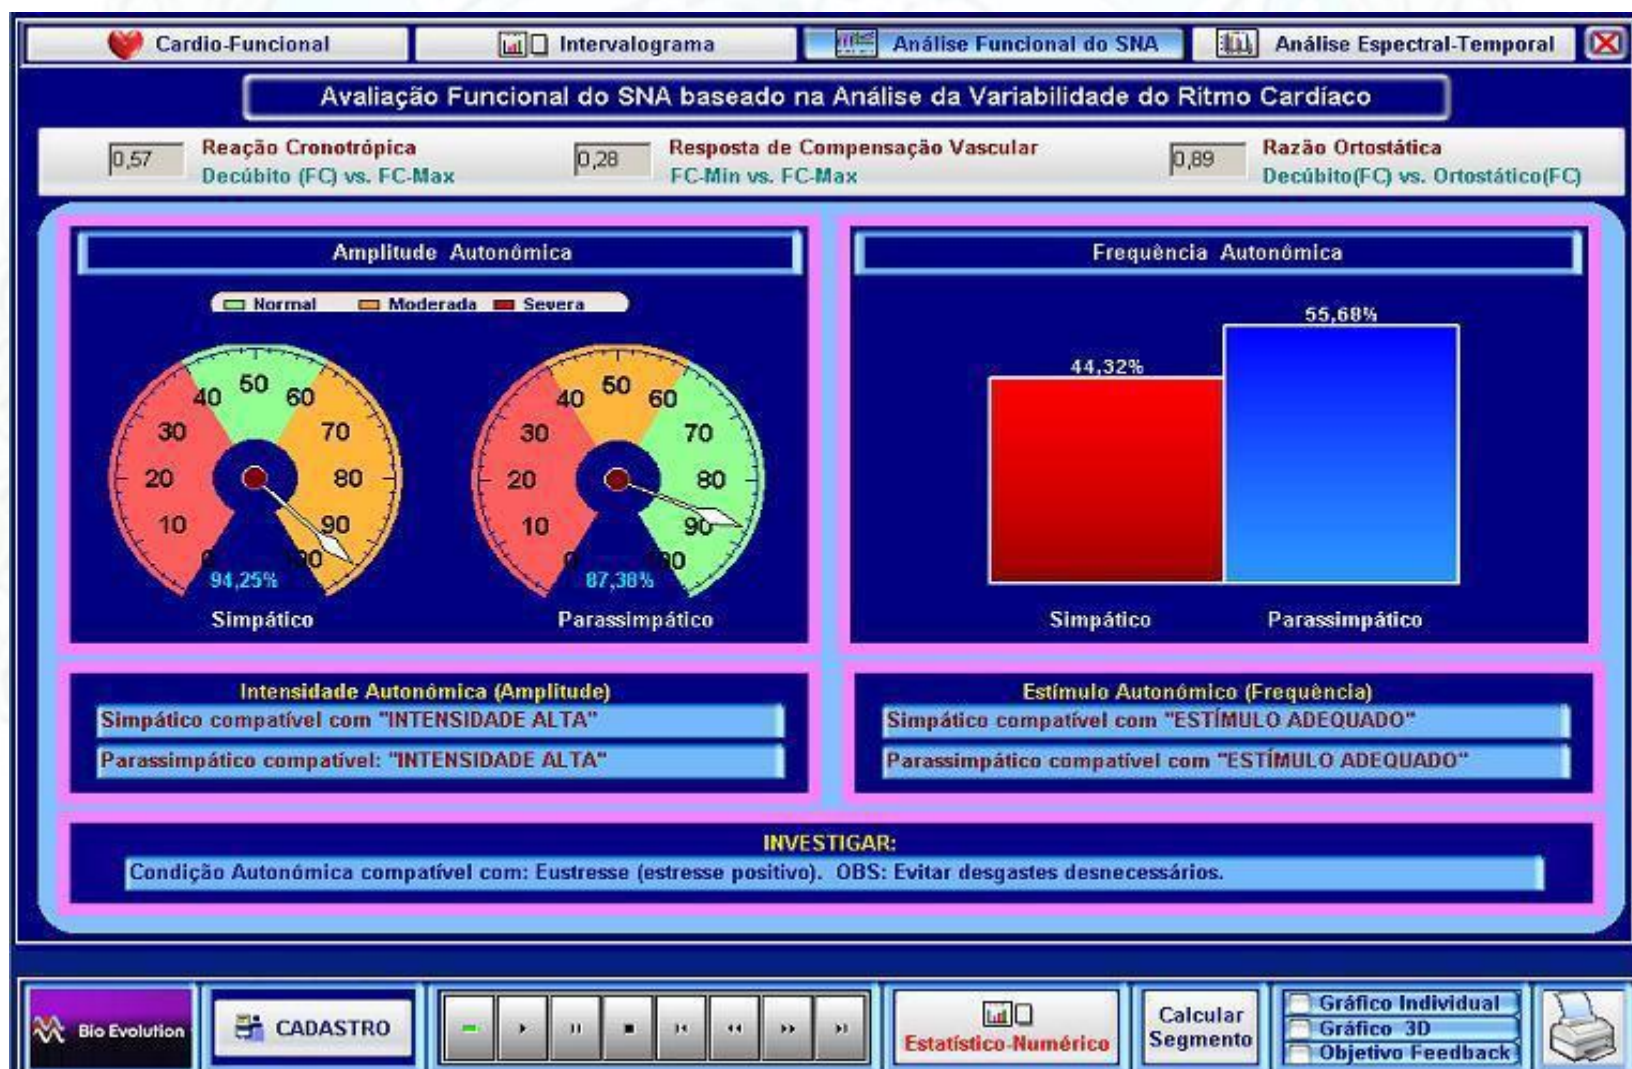 Cardio-Funcional
Intervalograma
Análise Funcional do SNA
Análise Espectral-Temporal
Avaliação Funcional do SNA baseado na Análise da Variabilidade do Ritmo Cardíaco
0,57
Reação Cronotrópica
Decúbito (FC) vs. FC-Max
0,28
Resposta de Compensação Vascular
FC-Min vs. FC-Max
0,89
Razão Ortostática
Decúbito(FC) vs. Ortostático(FC)
Amplitude Autonômica
Normal Moderada Severa
0 10 20 30 40 50 60 70 80 90 100
94,25%
Simpático
0 10 20 30 40 50 60 70 80 90 100
87,38%
Parassimpático
Frequência Autonômica
44,32%
55,68%
Simpático
Parassimpático
Intensidade Autonômica (Amplitude)
Simpático compatível com "INTENSIDADE ALTA"
Parassimpático compatível: "INTENSIDADE ALTA"
Estímulo Autonómico (Frequência)
Simpático compatível com "ESTÍMULO ADEQUADO"
Parassimpático compatível com "ESTÍMULO ADEQUADO"
INVESTIGAR:
Condição Autonómica compatível com: Eustresse (estresse positivo). OBS: Evitar desgastes desnecessários.
Bio Evolution
CADASTRO
Estatístico-Numérico
Calcular
Segmento
Gráfico Individual
Gráfico 3D
Objetivo Feedback